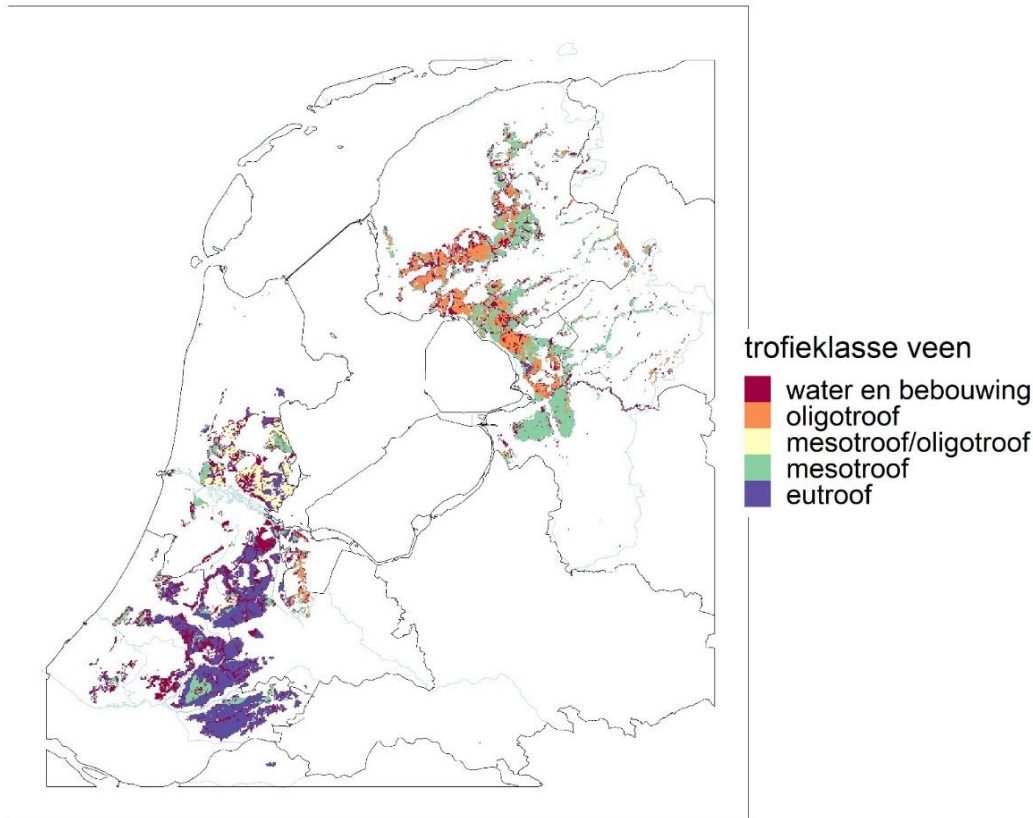 trofieklasse veen
water en bebouwing
oligotroof
mesotroof/oligotroof
mesotroof
eutroof